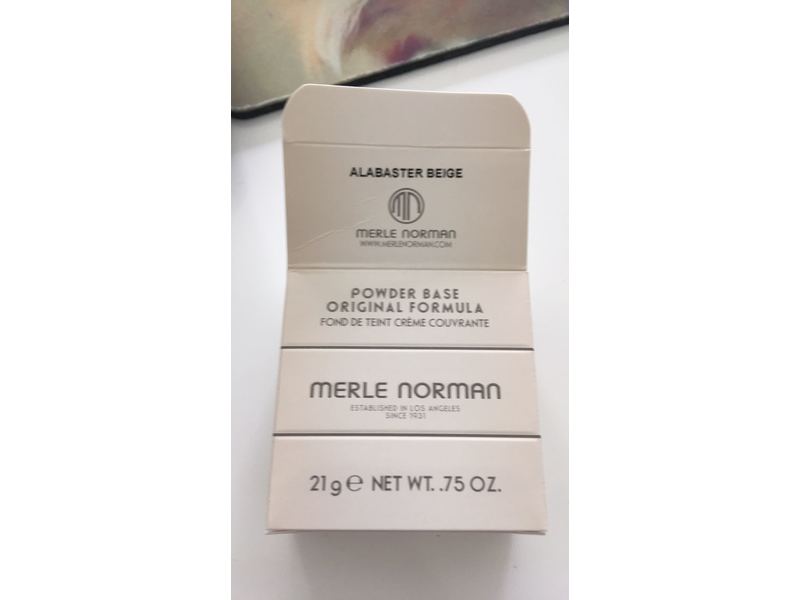 ALABASTER BEIGE
MERLE NORMAN
WWW.MERLENORMAN.COM
POWDER BASE
ORIGINAL FORMULA
FOND DE TEINT CRÈME COUVRANTE
MERLE NORMAN
ESTABLISHED IN LOS ANGELES
SINCE 1931
21 g ℮ NET WT. .75 OZ.